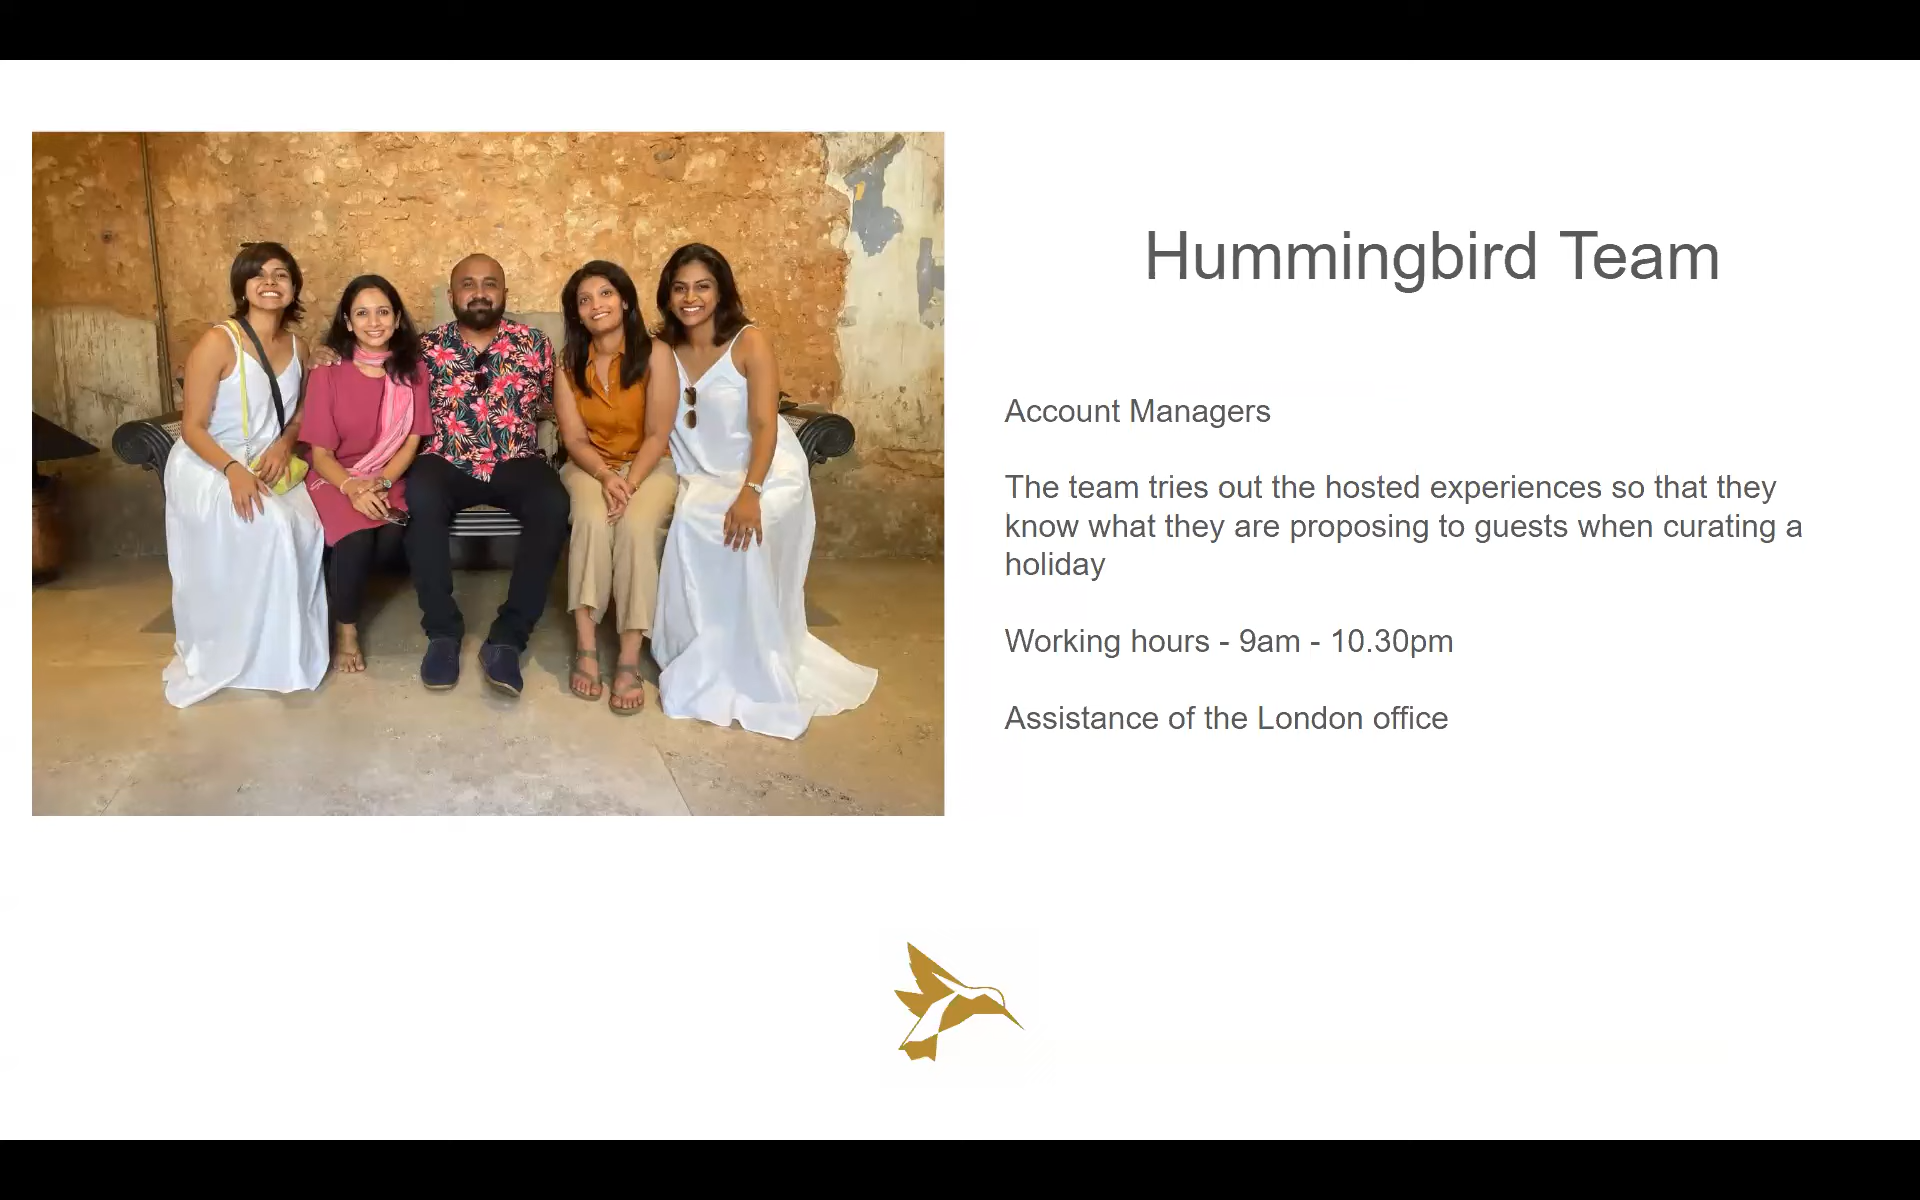 Hummingbird Team
Account Managers
The team tries out the hosted experiences so that they
know what they are proposing to guests when curating a
holiday
Working hours - 9am - 10.30pm
Assistance of the London office